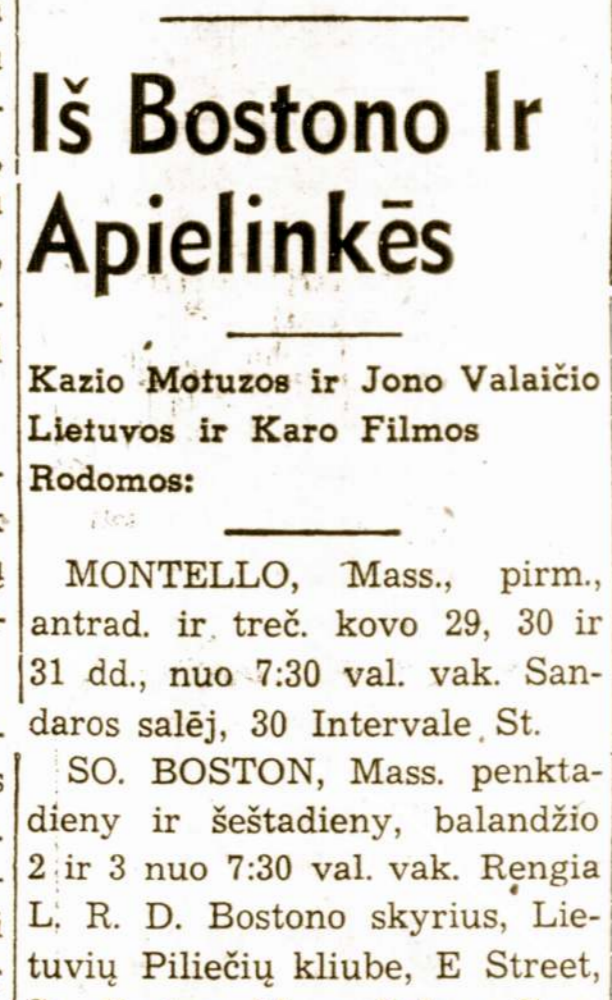 Iš Bostono Ir
Apielinkēs
Kazio Motuzos ir Jono Valaičio
Lietuvos ir Karo Filmos
Rodomos:
MONTELLO, Mass., pirm.,
antrad. ir treč. kovo 29, 30 ir
31 dd., nuo 7:30 val. vak. San-
daros salēj, 30 Intervale St.
SO. BOSTON, Mass. penkta-
dieny ir šeštadieny, balandžio
2 ir 3 nuo 7:30 val. vak. Rengia
L. R. D. Bostono skyrius, Lie-
tuvių Piliečių kliube, E Street,